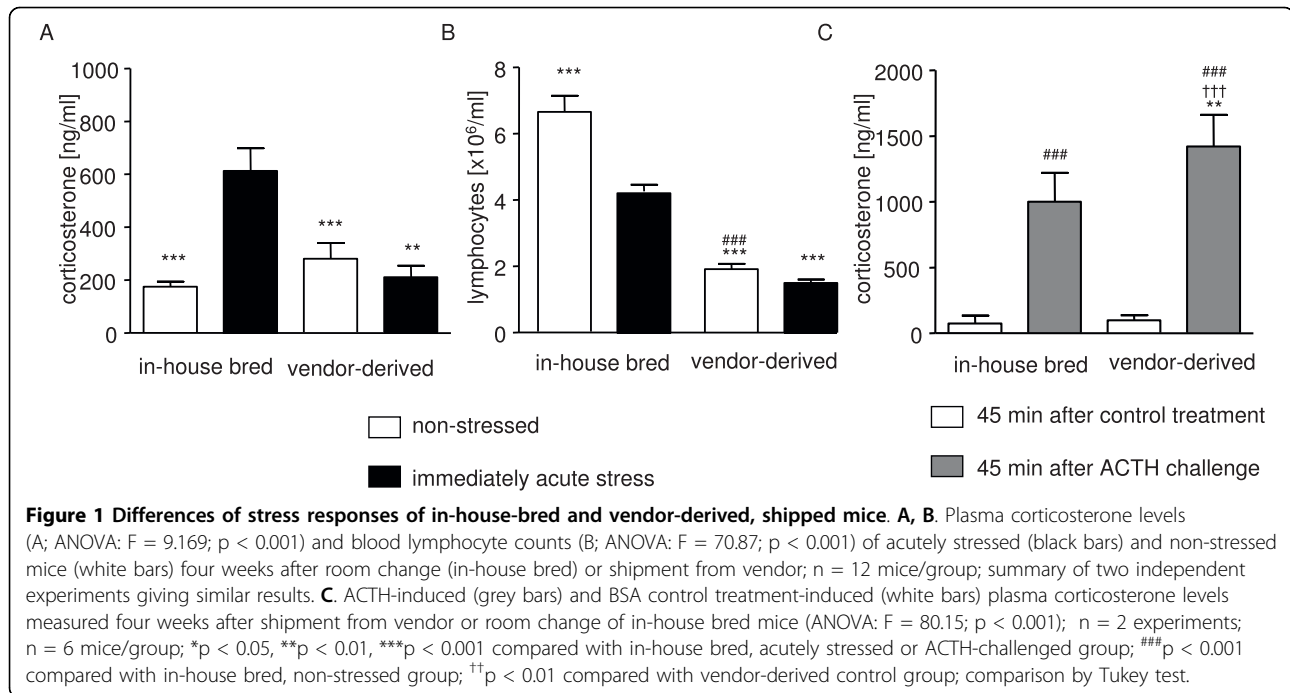 A
B
C
corticosterone [ng/ml]
1000
800
600
400
200
0
***
***
**
in-house bred vendor-derived
lymphocytes [x10⁶/ml]
8
6
4
2
0
***
###
***
***
in-house bred vendor-derived
corticosterone [ng/ml]
2000
1500
1000
500
0
###
###
†††
**
in-house bred vendor-derived
non-stressed
immediately acute stress
45 min after control treatment
45 min after ACTH challenge
Figure 1 Differences of stress responses of in-house-bred and vendor-derived, shipped mice. A, B. Plasma corticosterone levels
(A; ANOVA: F = 9.169; p < 0.001) and blood lymphocyte counts (B; ANOVA: F = 70.87; p < 0.001) of acutely stressed (black bars) and non-stressed
mice (white bars) four weeks after room change (in-house bred) or shipment from vendor; n = 12 mice/group; summary of two independent
experiments giving similar results. C. ACTH-induced (grey bars) and BSA control treatment-induced (white bars) plasma corticosterone levels
measured four weeks after shipment from vendor or room change of in-house bred mice (ANOVA: F = 80.15; p < 0.001); n = 2 experiments;
n = 6 mice/group; *p < 0.05, **p < 0.01, ***p < 0.001 compared with in-house bred, acutely stressed or ACTH-challenged group; ###p < 0.001
compared with in-house bred, non-stressed group; ††p < 0.01 compared with vendor-derived control group; comparison by Tukey test.